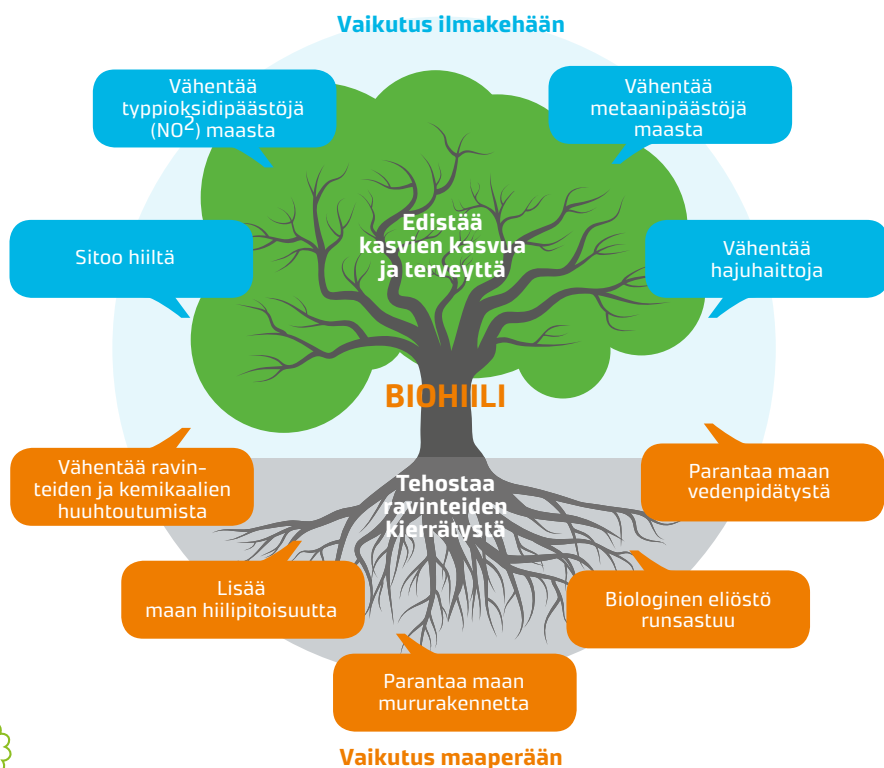 Vaikutus ilmakehään
Vähentää
typpioksidipäästöjä
(NO²) maasta
Vähentää
metaanipäästöjä
maasta
Sitoo hiiltä
Edistää
kasvien kasvua
ja terveyttä
Vähentää
hajuhaittoja
BIOHIILI
Vähentää ravin-
teiden ja kemikaalien
huuhtoutumista
Tehostaa
ravinteiden
kierrätystä
Parantaa maan
vedenpidätystä
Lisää
maan hiilipitoisuutta
Biologinen eliöstö
runsastuu
Parantaa maan
mururakennetta
Vaikutus maaperään